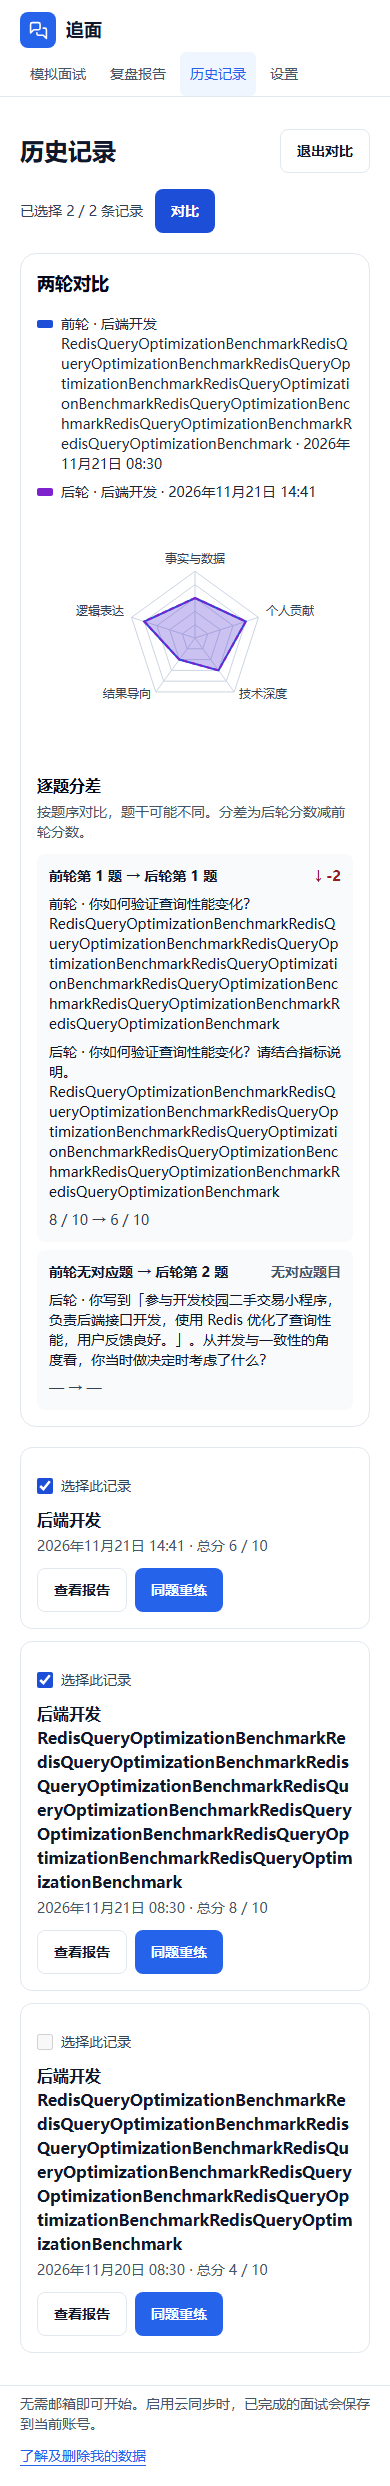 追面
模拟面试 复盘报告 历史记录 设置
历史记录
退出对比
已选择 2 / 2 条记录 对比
两轮对比
前轮 · 后端开发
RedisQueryOptimizationBenchmarkRedisQ
ueryOptimizationBenchmarkRedisQueryOp
timizationBenchmarkRedisQueryOptimizati
onBenchmarkRedisQueryOptimizationBenc
hmarkRedisQueryOptimizationBenchmarkR
edisQueryOptimizationBenchmark · 2026年
11月21日 08:30
后轮 · 后端开发 · 2026年11月21日 14:41
事实与数据
逻辑表达
个人贡献
结果导向
技术深度
逐题分差
按题序对比，题干可能不同。分差为后轮分数减前
轮分数。
前轮第 1 题 → 后轮第 1 题 ↓ -2
前轮 · 你如何验证查询性能变化？
RedisQueryOptimizationBenchmarkRedisQ
ueryOptimizationBenchmarkRedisQueryOp
timizationBenchmarkRedisQueryOptimizati
onBenchmarkRedisQueryOptimizationBenc
hmarkRedisQueryOptimizationBenchmarkR
edisQueryOptimizationBenchmark
后轮 · 你如何验证查询性能变化？请结合指标说
明。
RedisQueryOptimizationBenchmarkRedisQ
ueryOptimizationBenchmarkRedisQueryOp
timizationBenchmarkRedisQueryOptimizati
onBenchmarkRedisQueryOptimizationBenc
hmarkRedisQueryOptimizationBenchmarkR
edisQueryOptimizationBenchmark
8 / 10 → 6 / 10
前轮无对应题 → 后轮第 2 题 无对应题目
后轮 · 你写到「参与开发校园二手交易小程序，
负责后端接口开发，使用 Redis 优化了查询性
能，用户反馈良好。」。从并发与一致性的角
度看，你当时做决定时考虑了什么？
— → —
选择此记录
后端开发
2026年11月21日 14:41 · 总分 6 / 10
查看报告 同题重练
选择此记录
后端开发
RedisQueryOptimizationBenchmarkRe
disQueryOptimizationBenchmarkRedis
QueryOptimizationBenchmarkRedisQu
eryOptimizationBenchmarkRedisQuery
OptimizationBenchmarkRedisQueryOp
timizationBenchmarkRedisQueryOptim
izationBenchmark
2026年11月21日 08:30 · 总分 8 / 10
查看报告 同题重练
选择此记录
后端开发
RedisQueryOptimizationBenchmarkRe
disQueryOptimizationBenchmarkRedis
QueryOptimizationBenchmarkRedisQu
eryOptimizationBenchmarkRedisQuery
OptimizationBenchmarkRedisQueryOp
timizationBenchmarkRedisQueryOptim
izationBenchmark
2026年11月20日 08:30 · 总分 4 / 10
查看报告 同题重练
无需邮箱即可开始。启用云同步时，已完成的面试会保存
到当前账号。
了解及删除我的数据